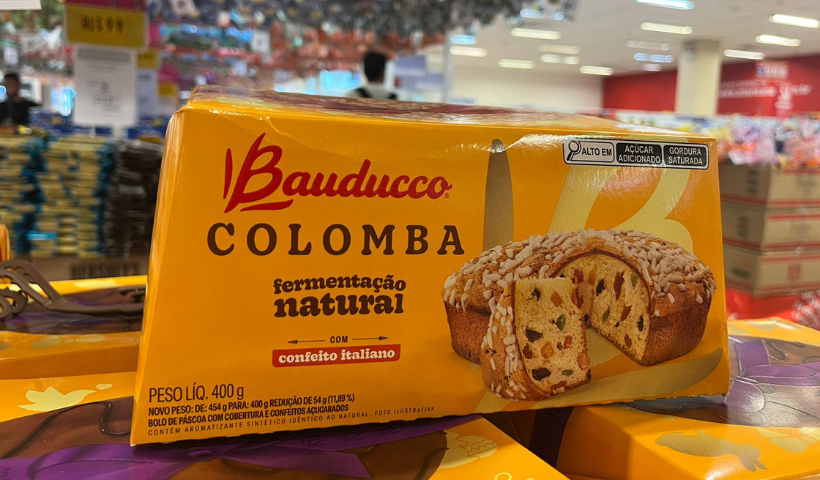 Bauducco
COLOMBA
fermentação
natural
COM
confeito italiano
ALTO EM
AÇÚCAR
ADICIONADO
GORDURA
SATURADA
PESO LÍQ. 400 g
NOVO PESO: DE: 454 g PARA: 400 g REDUÇÃO DE 54 g (11,89 %)
BOLO DE PÁSCOA COM COBERTURA E CONFEITOS AÇUCARADOS
CONTÉM AROMATIZANTE SINTÉTICO IDÊNTICO AO NATURAL. FOTO ILUSTRATIVA.